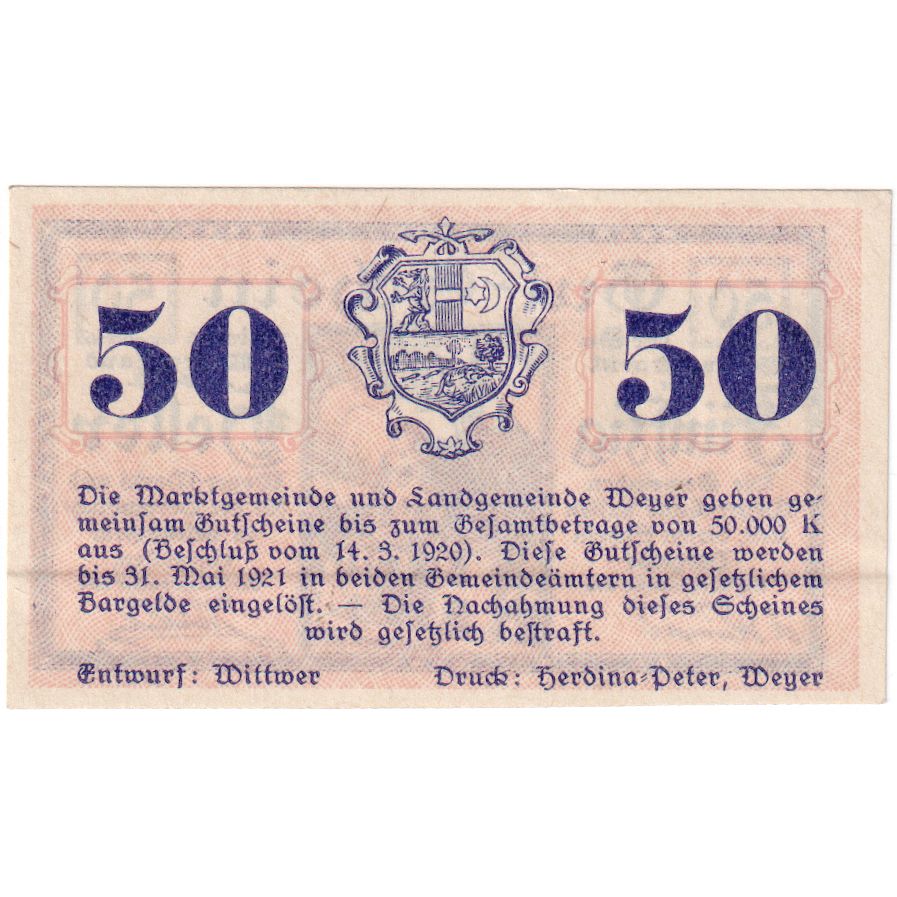 50 50
Die Marktgemeinde und Landgemeinde Weyer geben ge-
meinsam Gutscheine bis zum Gesamtbetrage von 50.000 K
aus (Beschluß vom 14. 3. 1920). Diese Gutscheine werden
bis 31. Mai 1921 in beiden Gemeindeämtern in gesetzlichem
Bargelde eingelöst. — Die Nachahmung dieses Scheines
wird gesetzlich bestraft.
Entwurf: Wittwer Druck: Herdina-Peter, Weyer